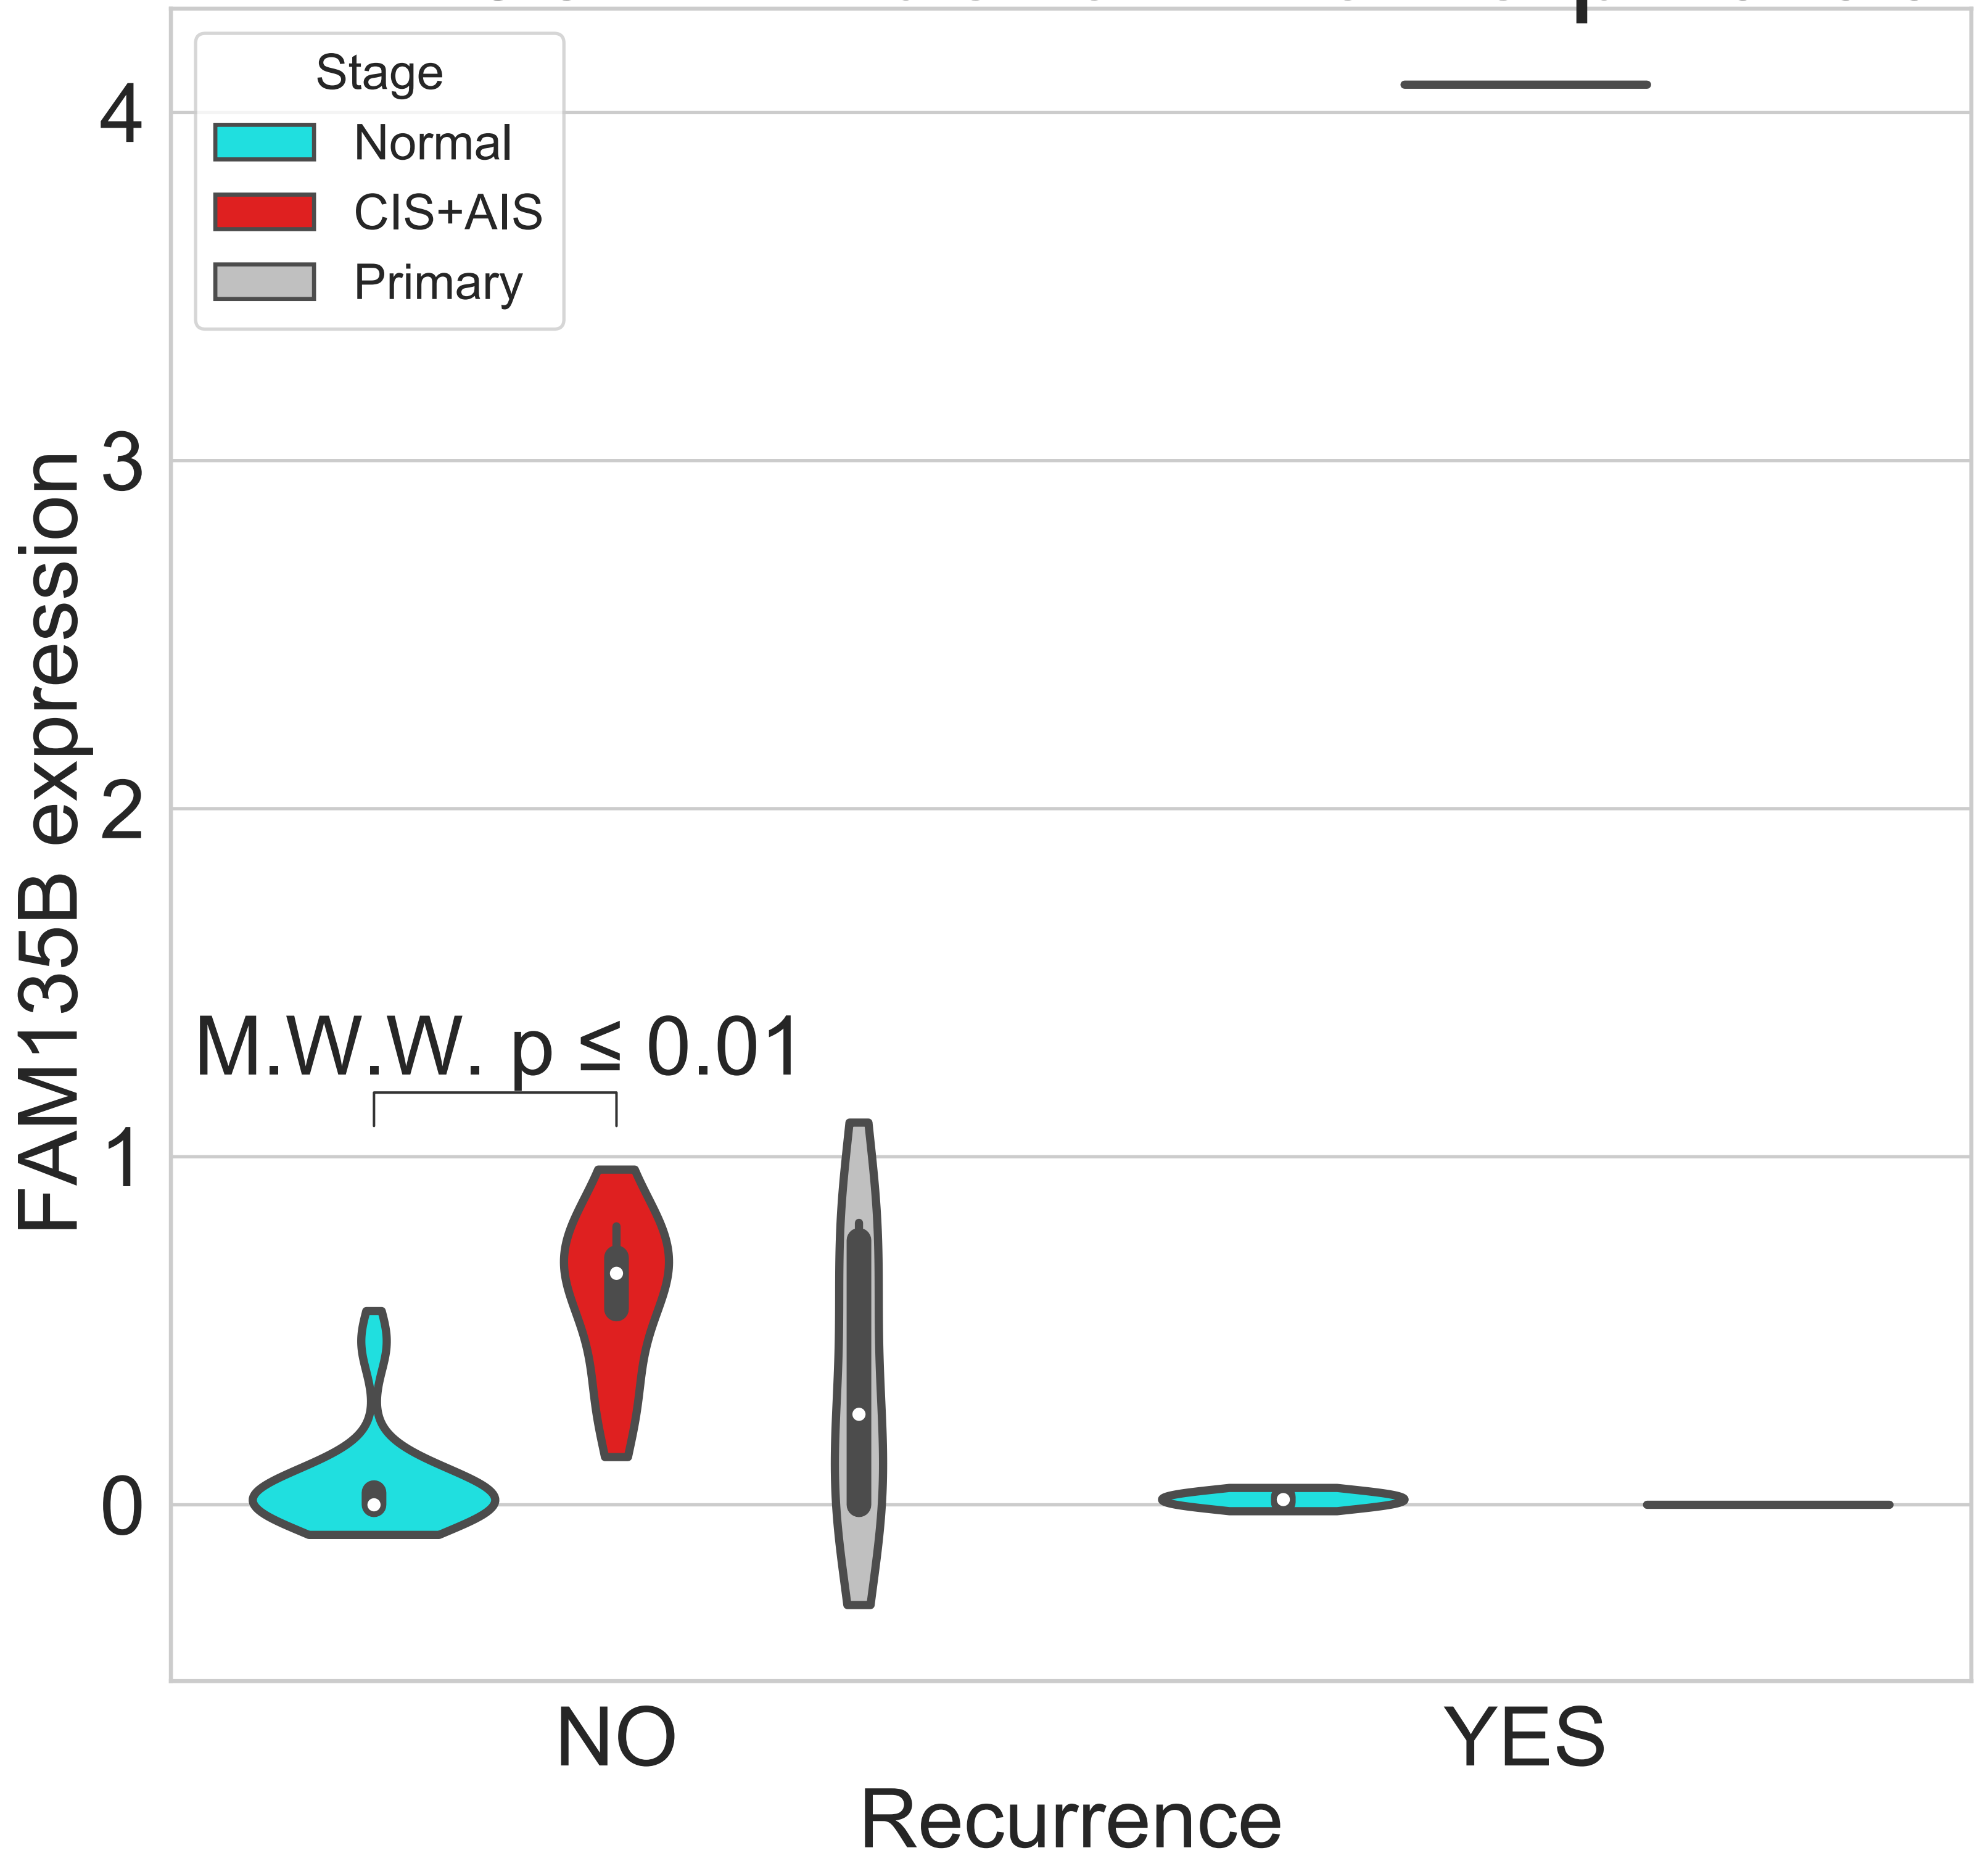 Stage
Normal
CIS+AIS
Primary
4
3
2
1
0
FAM135B expression
M.W.W. p ≤ 0.01
NO
YES
Recurrence